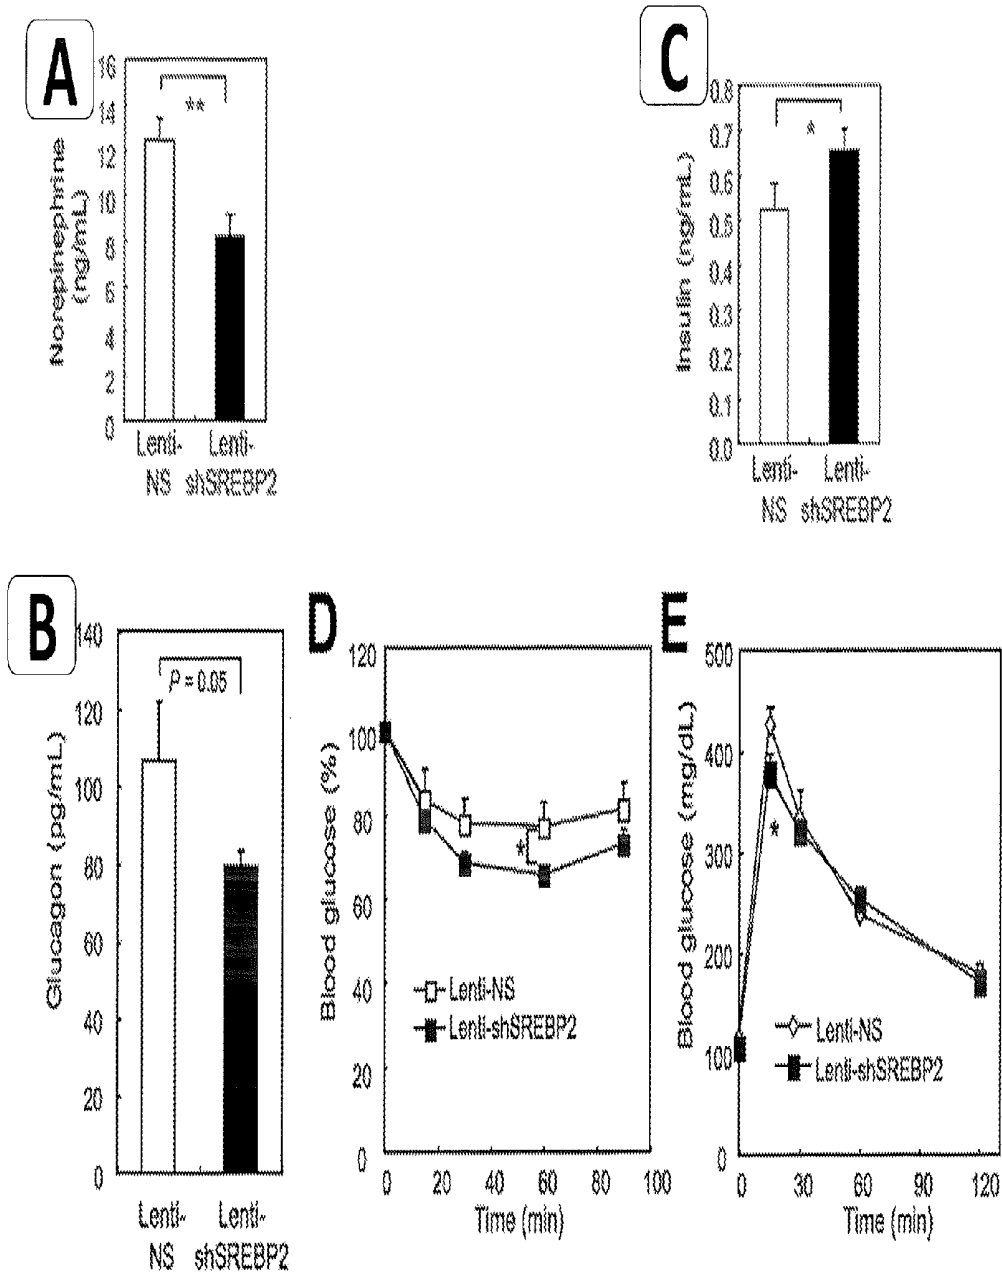 A
16
14
12
10
8
6
4
2
0
Norepinephrine
(ng/mL)
**
Lenti-
NS
Lenti-
shSREBP2
C
0.8
0.7
0.6
0.5
0.4
0.3
0.2
0.1
0.0
Insulin (ng/mL)
*
Lenti-
NS
Lenti-
shSREBP2
B
140
120
100
80
60
40
20
0
Glucagon (pg/mL)
P = 0.05
Lenti-
NS
Lenti-
shSREBP2
D
120
100
80
60
40
20
0
Blood glucose (%)
*
Lenti-NS
Lenti-shSREBP2
0 20 40 60 80 100
Time (min)
E
500
400
300
200
100
0
Blood glucose (mg/dL)
*
Lenti-NS
Lenti-shSREBP2
0 30 60 90 120
Time (min)